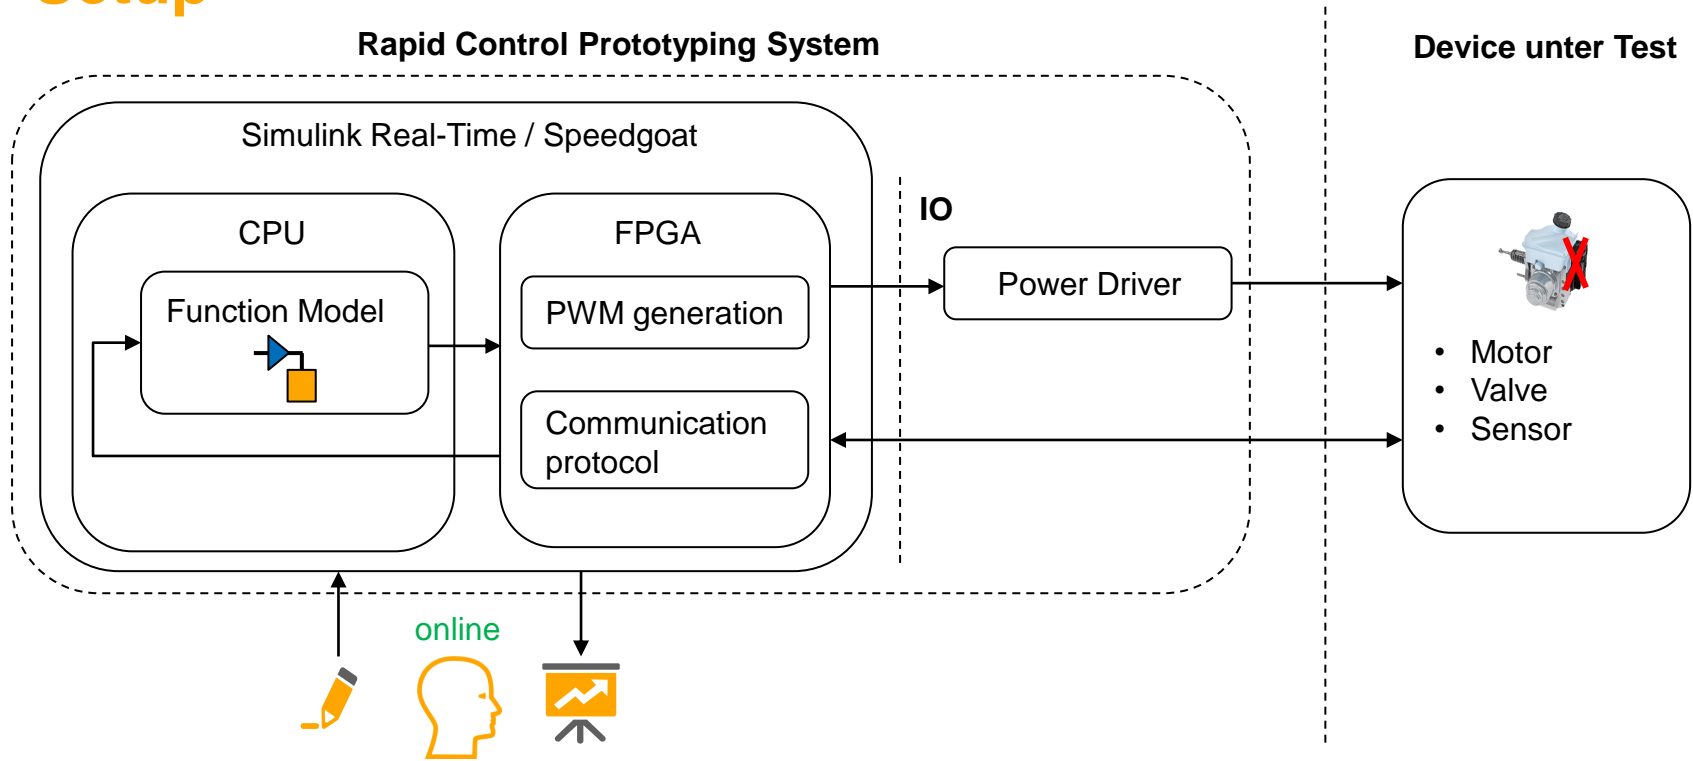 Setup
Rapid Control Prototyping System
Device unter Test
Simulink Real-Time / Speedgoat
IO
CPU
FPGA
Function Model
PWM generation
Power Driver
Communication
protocol
• Motor
• Valve
• Sensor
online